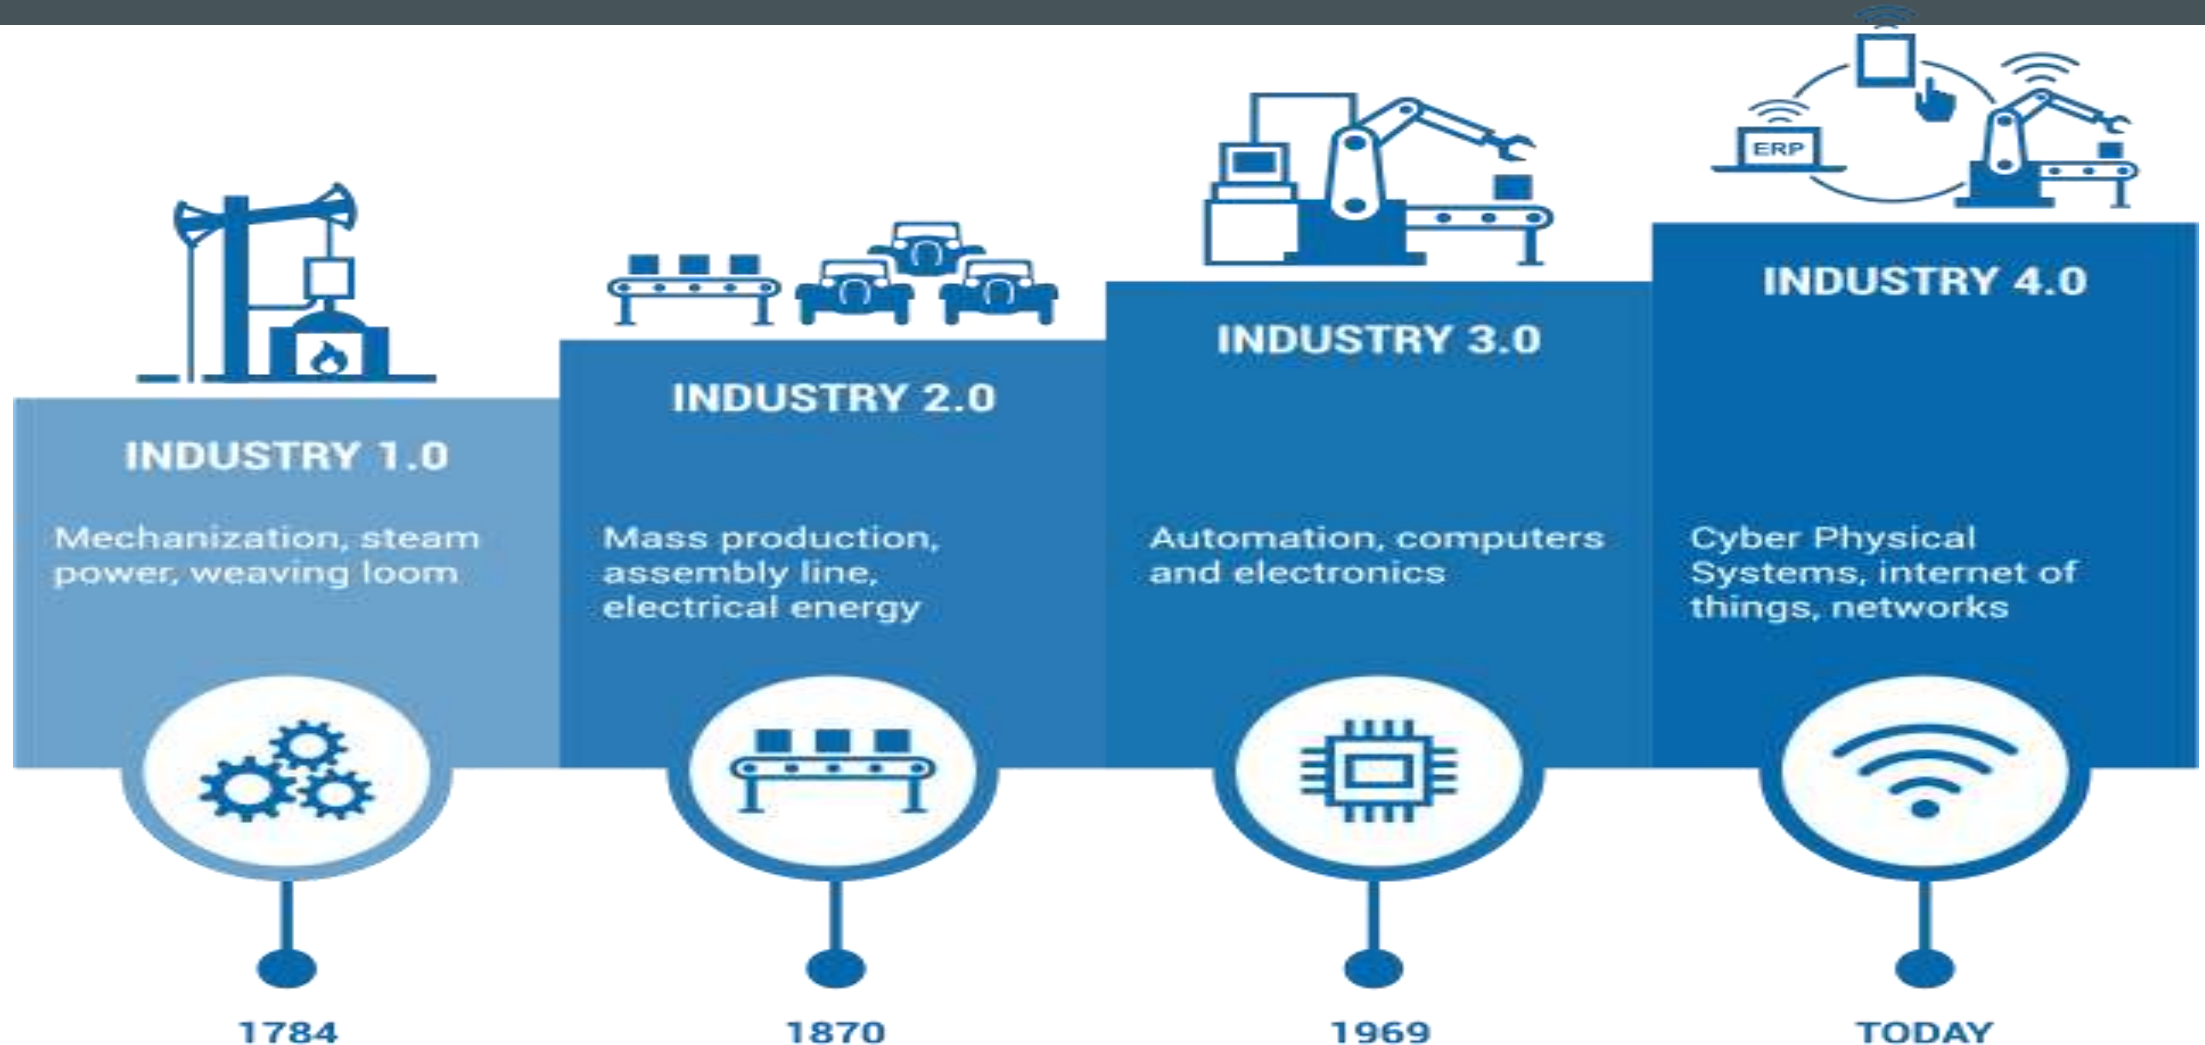 ERP
INDUSTRY 1.0
Mechanization, steam
power, weaving loom
1784
INDUSTRY 2.0
Mass production,
assembly line,
electrical energy
1870
INDUSTRY 3.0
Automation, computers
and electronics
1969
INDUSTRY 4.0
Cyber Physical
Systems, internet of
things, networks
TODAY